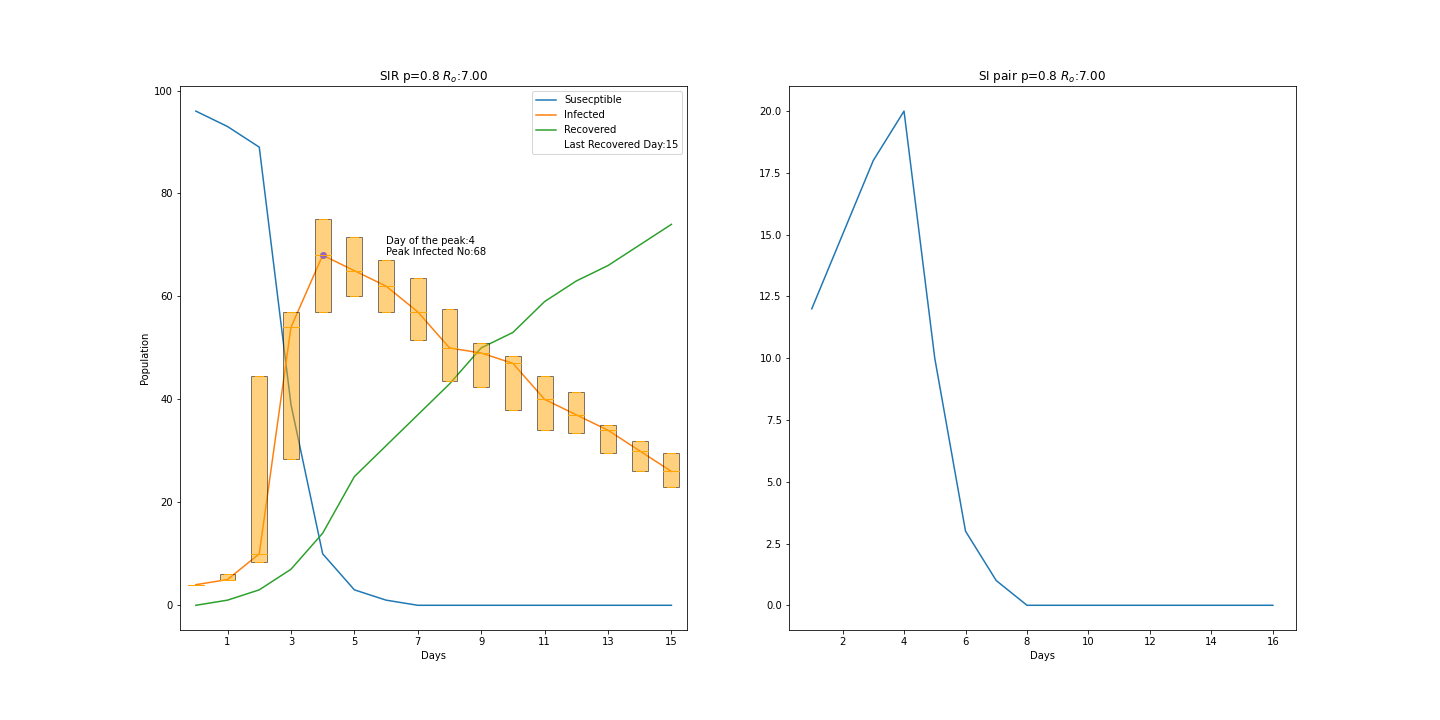 SIR p=0.8 Rₒ:7.00
100
80
60
40
20
0
Population
Susecptible
Infected
Recovered
Last Recovered Day:15
Day of the peak:4
Peak Infected No:68
1 3 5 7 9 11 13 15
Days
SI pair p=0.8 Rₒ:7.00
20.0
17.5
15.0
12.5
10.0
7.5
5.0
2.5
0.0
2 4 6 8 10 12 14 16
Days